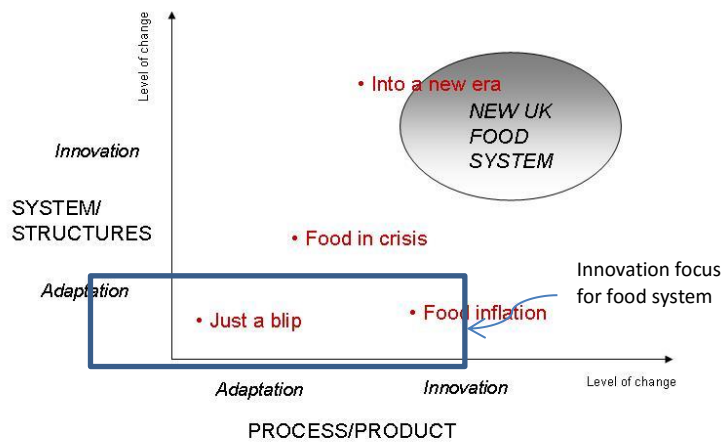 Level of change
• Into a new era
NEW UK
FOOD
SYSTEM
Innovation
SYSTEM/
STRUCTURES
• Food in crisis
Innovation focus
for food system
Adaptation
• Just a blip
• Food inflation
Adaptation
Innovation
Level of change
PROCESS/PRODUCT